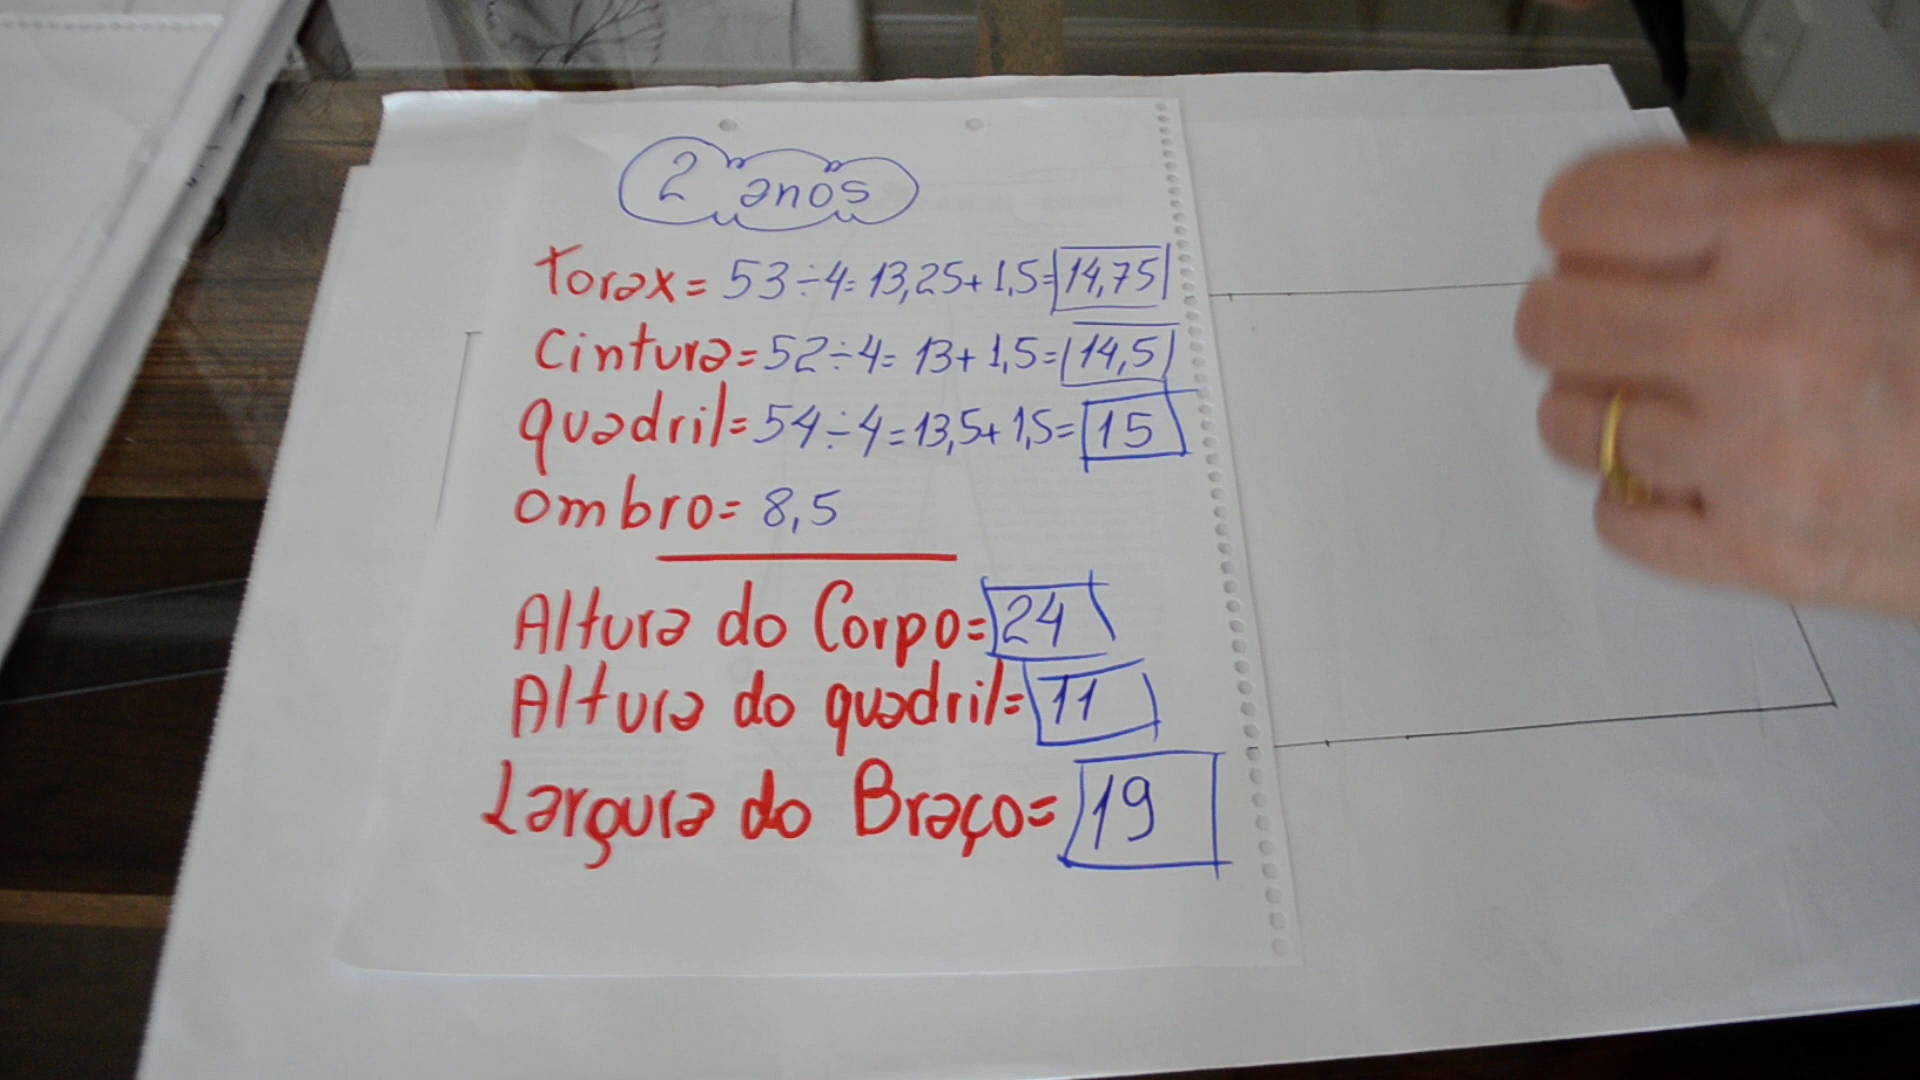 2 anos
torax = 53 ÷ 4 = 13,25 + 1,5 = 14,75
Cintura = 52 ÷ 4 = 13 + 1,5 = 14,5
quadril = 54 ÷ 4 = 13,5 + 1,5 = 15
ombro = 8,5
Altura do Corpo = 24
Altura do quadril = 11
Largura do Braço = 19